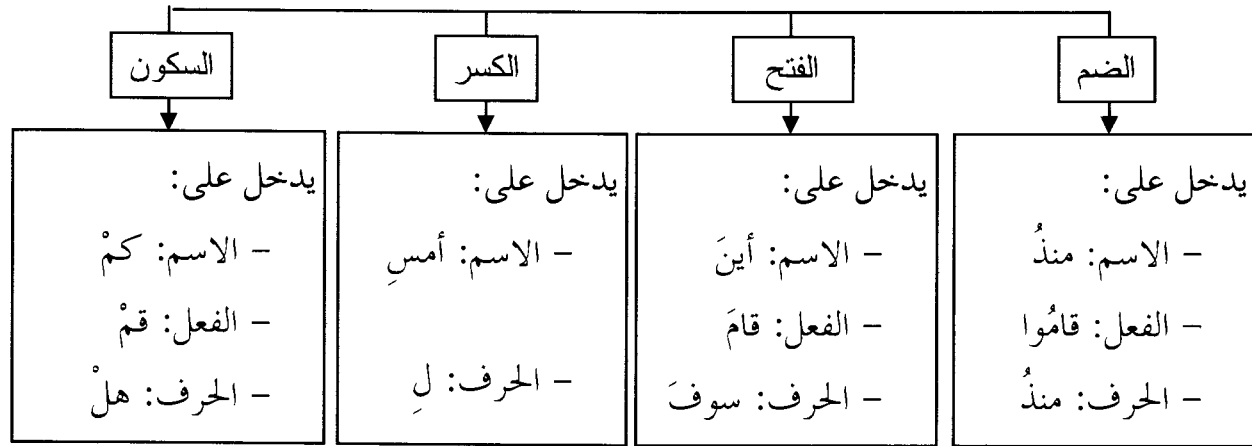 الضم
الفتح
الكسر
السكون
يدخل على:
– الاسم: منذُ
– الفعل: قامُوا
– الحرف: منذُ
يدخل على:
– الاسم: أينَ
– الفعل: قامَ
– الحرف: سوفَ
يدخل على:
– الاسم: أمسِ
– الحرف: لِ
يدخل على:
– الاسم: كمْ
– الفعل: قمْ
– الحرف: هلْ